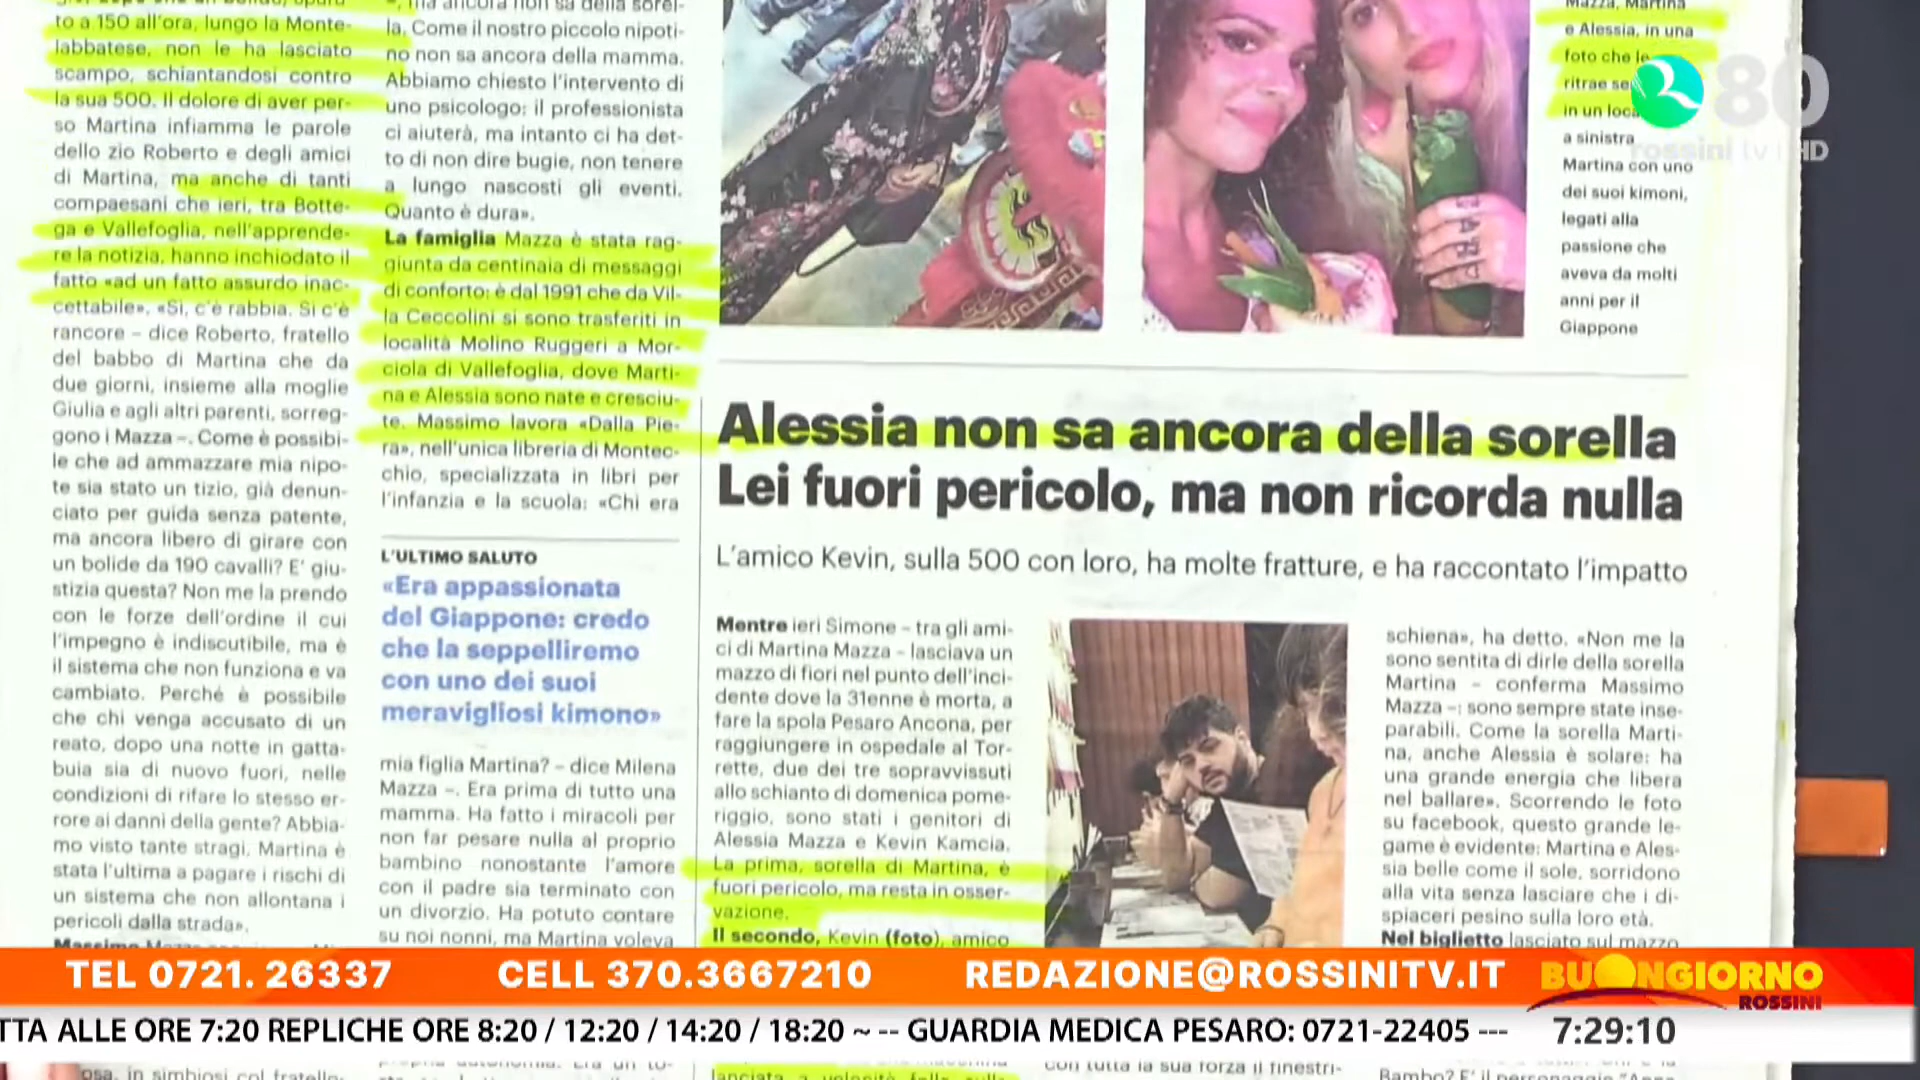 to a 150 all'ora, lungo la Monte-
labbatese, non le ha lasciato
scampo, schiantandosi contro
la sua 500. Il dolore di aver per-
so Martina infiamma le parole
dello zio Roberto e degli amici
di Martina, ma anche di tanti
compaesani che ieri, tra Botte-
ga e Vallefoglia, nell'apprende-
re la notizia, hanno inchiodato il
fatto «ad un fatto assurdo inac-
cettabile». «Sì, c'è rabbia. Si c'è
rancore – dice Roberto, fratello
del babbo di Martina che da
due giorni, insieme alla moglie
Giulia e agli altri parenti, sorreg-
gono i Mazza –. Come è possibi-
le che ad ammazzare mia nipo-
te sia stato un tizio, già denun-
ciato per guida senza patente,
ma ancora libero di girare con
un bolide da 190 cavalli? E' giu-
stizia questa? Non me la prendo
con le forze dell'ordine il cui
l'impegno è indiscutibile, ma è
il sistema che non funziona e va
cambiato. Perché è possibile
che chi venga accusato di un
reato, dopo una notte in gatta-
buia sia di nuovo fuori, nelle
condizioni di rifare lo stesso er-
rore ai danni della gente? Abbia-
mo visto tante stragi, Martina è
stata l'ultima a pagare i rischi di
un sistema che non allontana i
pericoli dalla strada».
ma ancora non sa della sorel-
la. Come il nostro piccolo nipoti-
no non sa ancora della mamma.
Abbiamo chiesto l'intervento di
uno psicologo: il professionista
ci aiuterà, ma intanto ci ha det-
to di non dire bugie, non tenere
a lungo nascosti gli eventi.
Quanto è dura».
La famiglia Mazza è stata rag-
giunta da centinaia di messaggi
di conforto: è dal 1991 che da Vil-
la Ceccolini si sono trasferiti in
località Molino Ruggeri a Mor-
ciola di Vallefoglia, dove Marti-
na e Alessia sono nate e cresciu-
te. Massimo lavora «Dalla Pie-
ra», nell'unica libreria di Montec-
chio, specializzata in libri per
l'infanzia e la scuola: «Chi era
L'ULTIMO SALUTO
«Era appassionata
del Giappone: credo
che la seppelliremo
con uno dei suoi
meravigliosi kimono»
mia figlia Martina? – dice Milena
Mazza –. Era prima di tutto una
mamma. Ha fatto i miracoli per
non far pesare nulla al proprio
bambino nonostante l'amore
con il padre sia terminato con
un divorzio. Ha potuto contare
su noi nonni, ma Martina voleva
Mazza, Martina
e Alessia, in una
foto che le
ritrae
in un
a sinistra
Martina con uno
dei suoi kimoni,
legati alla
passione che
aveva da molti
anni per il
Giappone
80
rossini tv HD
Alessia non sa ancora della sorella
Lei fuori pericolo, ma non ricorda nulla
L'amico Kevin, sulla 500 con loro, ha molte fratture, e ha raccontato l'impatto
Mentre ieri Simone – tra gli ami-
ci di Martina Mazza – lasciava un
mazzo di fiori nel punto dell'inci-
dente dove la 31enne è morta, a
fare la spola Pesaro Ancona, per
raggiungere in ospedale al Tor-
rette, due dei tre sopravvissuti
allo schianto di domenica pome-
riggio, sono stati i genitori di
Alessia Mazza e Kevin Kamcia.
La prima, sorella di Martina, è
fuori pericolo, ma resta in osser-
vazione.
Il secondo, Kevin (foto), amico
schiena», ha detto. «Non me la
sono sentita di dirle della sorella
Martina – conferma Massimo
Mazza –: sono sempre state inse-
parabili. Come la sorella Marti-
na, anche Alessia è solare: ha
una grande energia che libera
nel ballare». Scorrendo le foto
su facebook, questo grande le-
game è evidente: Martina e Ales-
sia belle come il sole, sorridono
alla vita senza lasciare che i di-
spiaceri pesino sulla loro età.
Nel biglietto lasciato sul mazzo
TEL 0721. 26337 CELL 370.3667210 REDAZIONE@ROSSINITV.IT BUONGIORNO
ROSSINI
TTA ALLE ORE 7:20 REPLICHE ORE 8:20 / 12:20 / 14:20 / 18:20 ~ -- GUARDIA MEDICA PESARO: 0721-22405 --- 7:29:10
con tutta la sua forza il finestri-